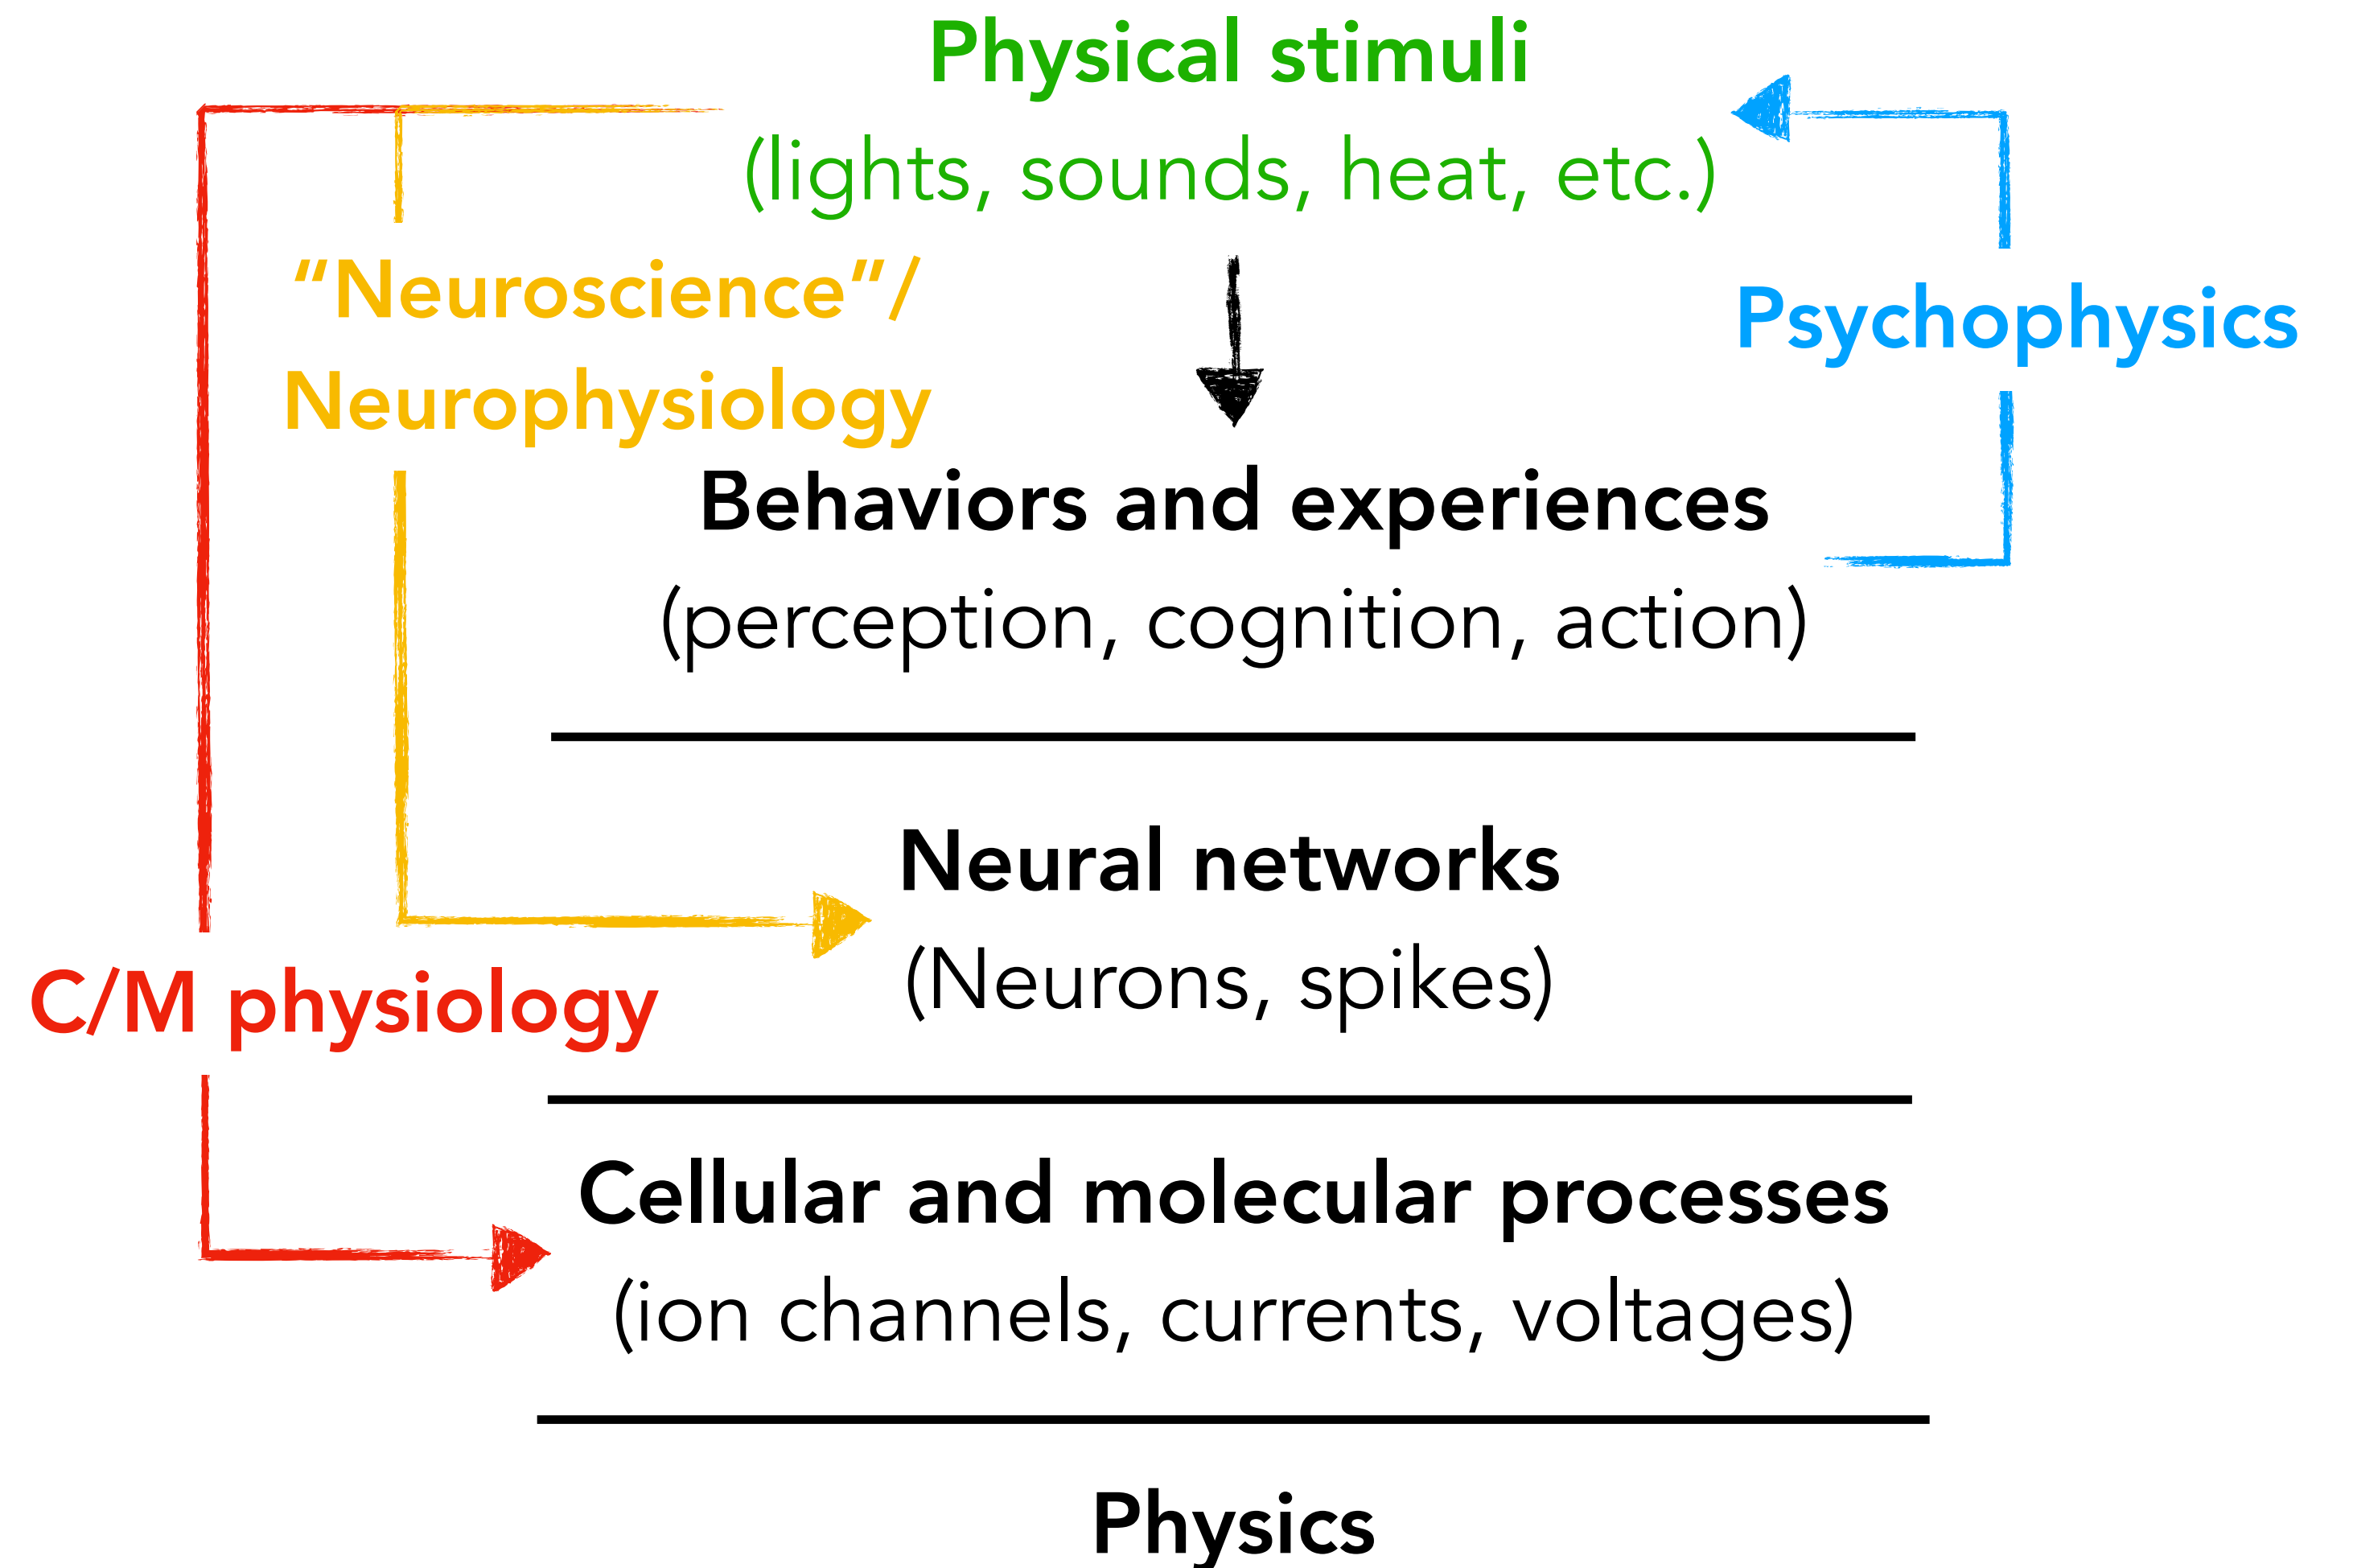 Physical stimuli
(lights, sounds, heat, etc.)
“Neuroscience”/
Neurophysiology
Psychophysics
Behaviors and experiences
(perception, cognition, action)
Neural networks
(Neurons, spikes)
C/M physiology
Cellular and molecular processes
(ion channels, currents, voltages)
Physics